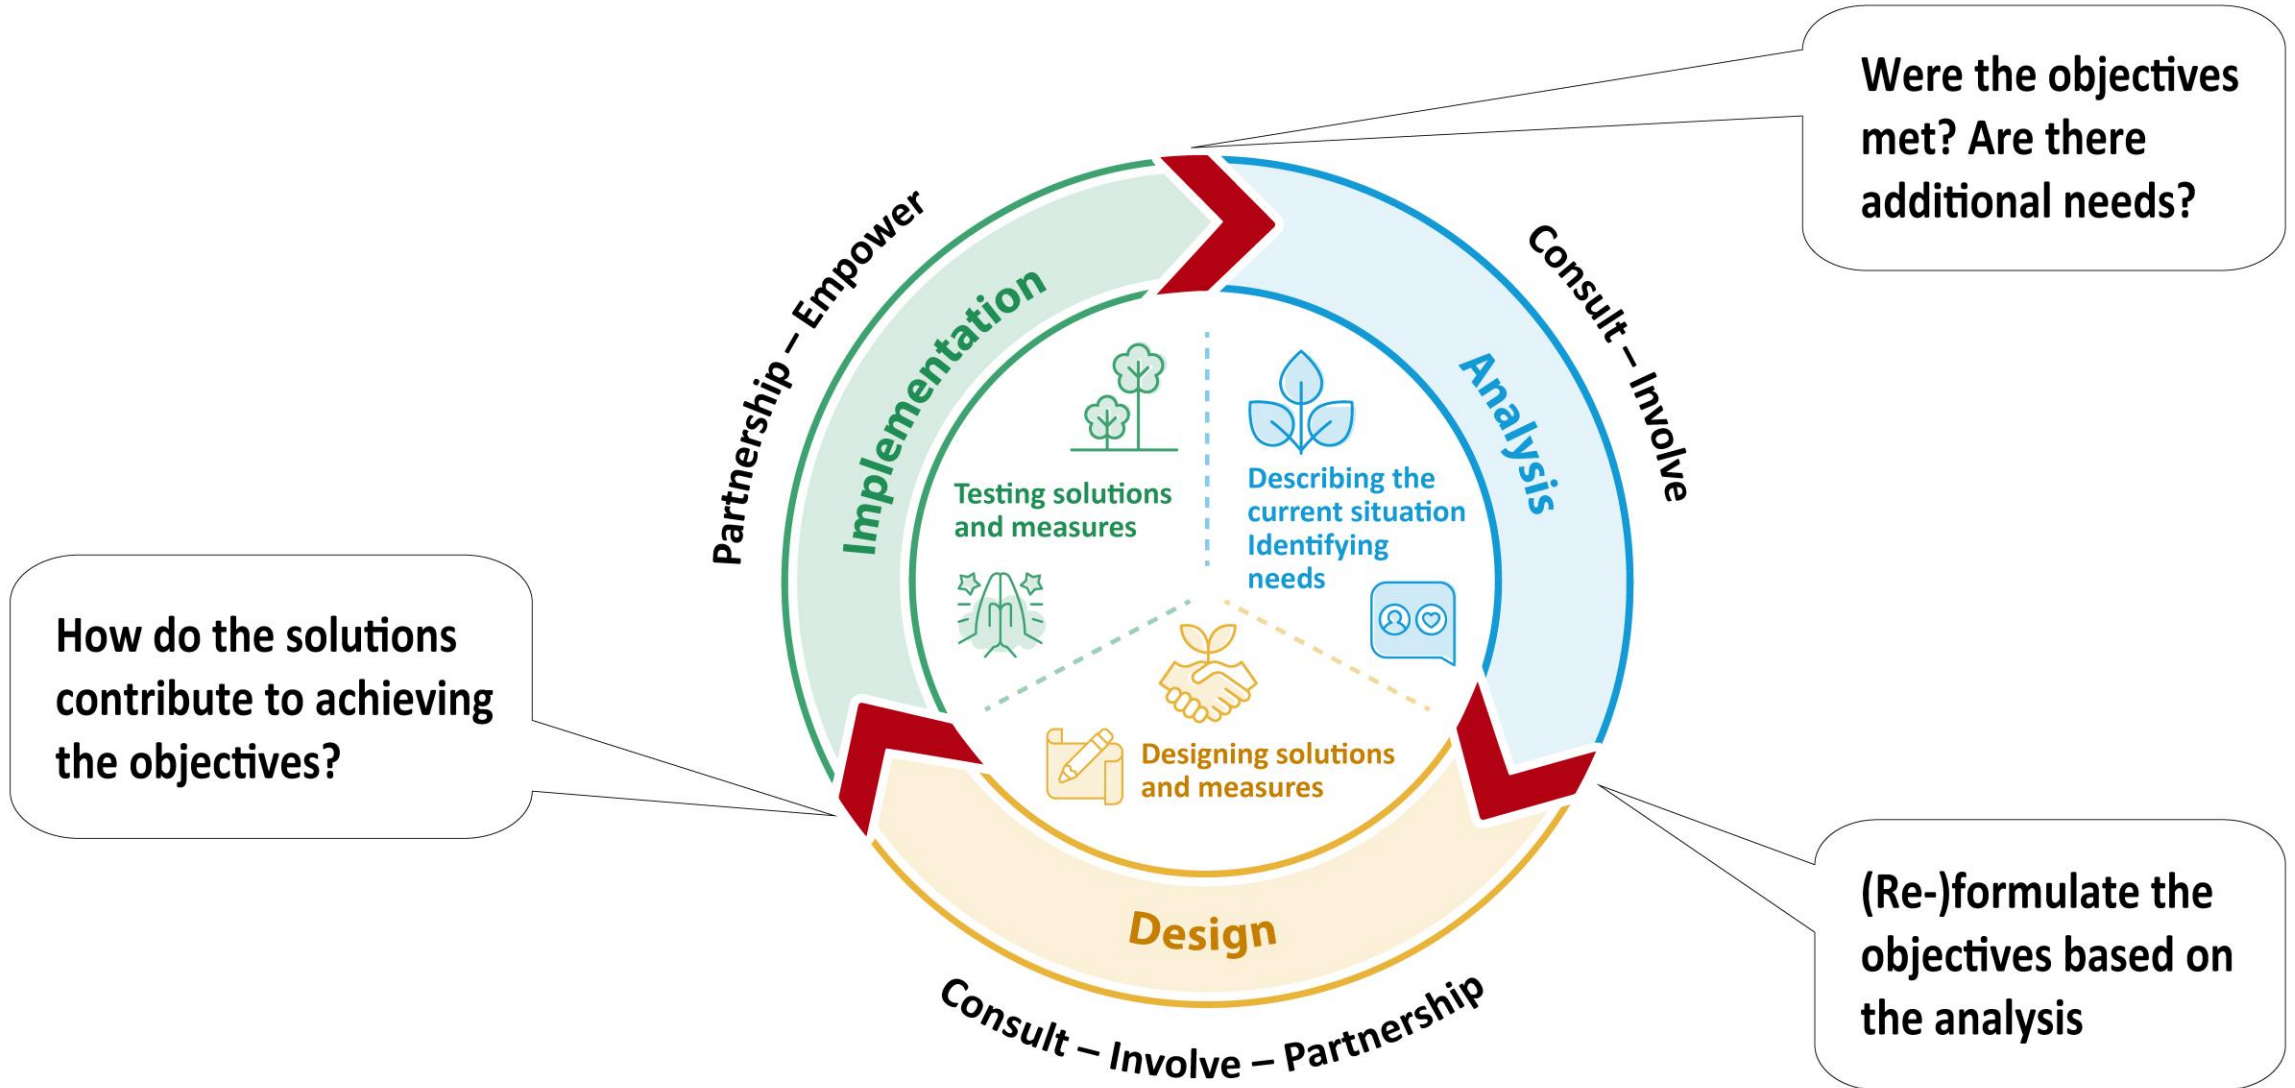 Were the objectives
met? Are there
additional needs?
Partnership – Empower
Consult – Involve
Implementation
Analysis
Testing solutions
and measures
Describing the
current situation
Identifying
needs
How do the solutions
contribute to achieving
the objectives?
Designing solutions
and measures
(Re-)formulate the
objectives based on
the analysis
Design
Consult – Involve – Partnership